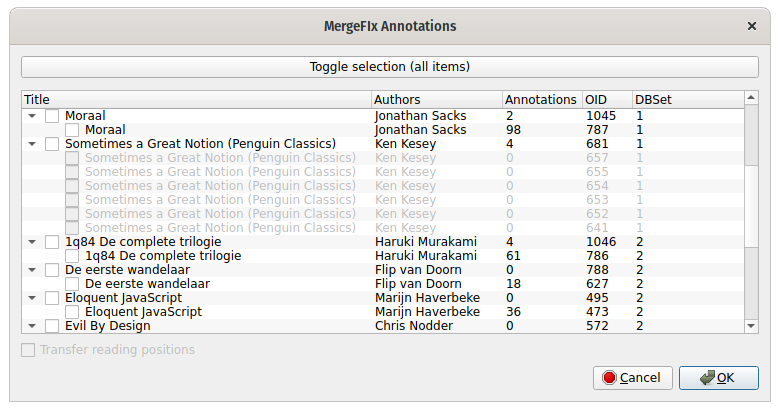 MergeFIx Annotations
Toggle selection (all items)
Title Authors Annotations OID DBSet
Moraal Jonathan Sacks 2 1045 1
Moraal Jonathan Sacks 98 787 1
Sometimes a Great Notion (Penguin Classics) Ken Kesey 4 681 1
Sometimes a Great Notion (Penguin Classics) Ken Kesey 0 657 1
Sometimes a Great Notion (Penguin Classics) Ken Kesey 0 655 1
Sometimes a Great Notion (Penguin Classics) Ken Kesey 0 654 1
Sometimes a Great Notion (Penguin Classics) Ken Kesey 0 653 1
Sometimes a Great Notion (Penguin Classics) Ken Kesey 0 652 1
Sometimes a Great Notion (Penguin Classics) Ken Kesey 0 641 1
1q84 De complete trilogie Haruki Murakami 4 1046 2
1q84 De complete trilogie Haruki Murakami 61 786 2
De eerste wandelaar Flip van Doorn 0 788 2
De eerste wandelaar Flip van Doorn 18 627 2
Eloquent JavaScript Marijn Haverbeke 0 495 2
Eloquent JavaScript Marijn Haverbeke 36 473 2
Evil By Design Chris Nodder 0 572 2
Transfer reading positions
Cancel OK